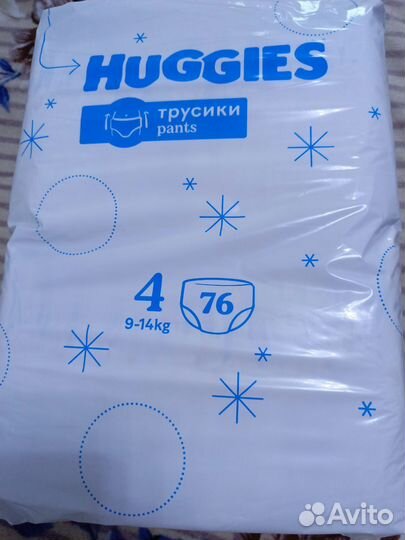 HUGGIES
трусики
pants
4 76
9-14kg
Avito